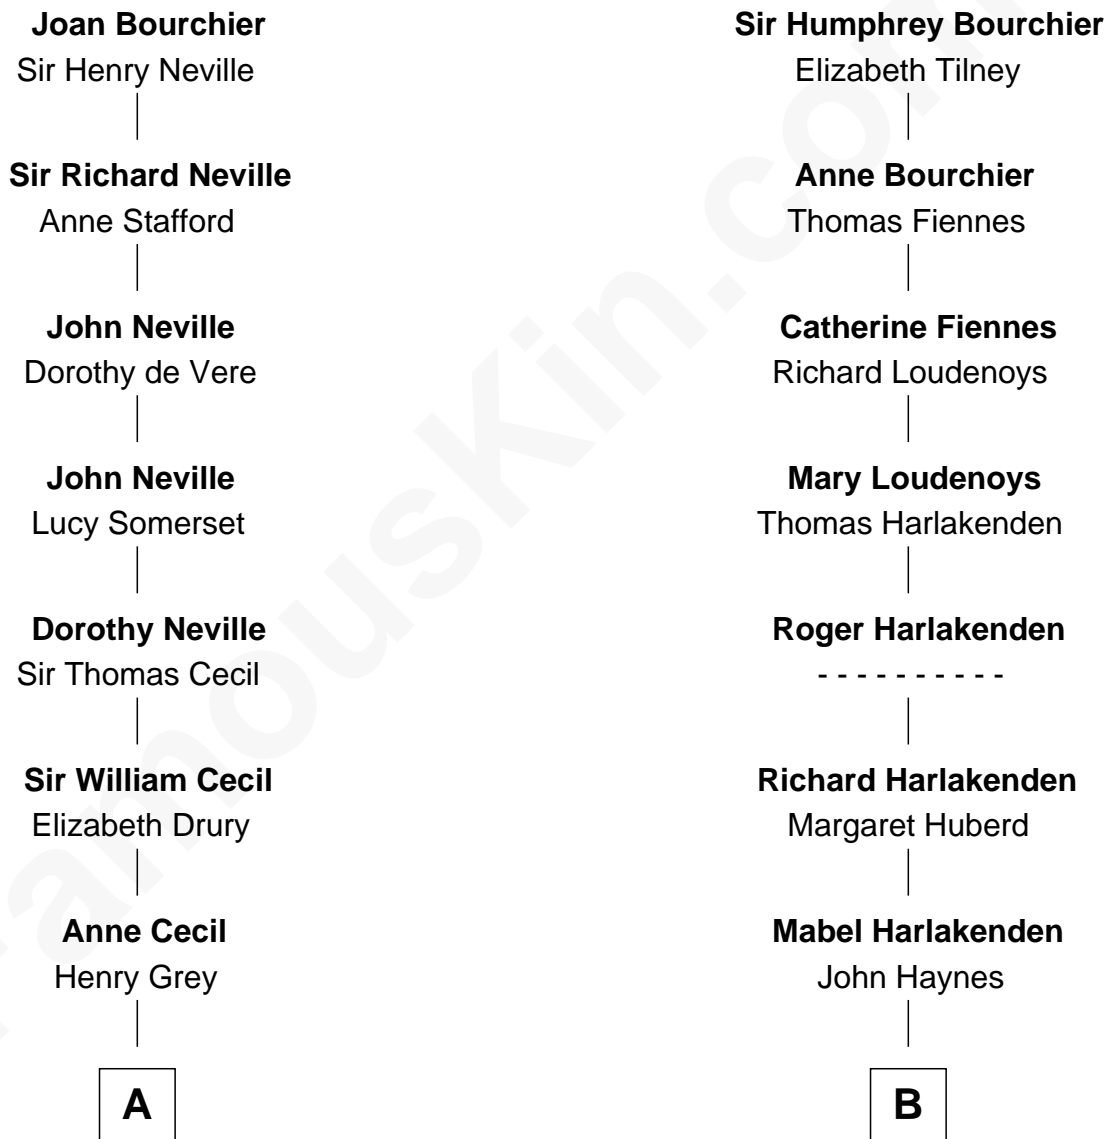 Joan Bourchier
Sir Henry Neville
Sir Richard Neville
Anne Stafford
John Neville
Dorothy de Vere
John Neville
Lucy Somerset
Dorothy Neville
Sir Thomas Cecil
Sir William Cecil
Elizabeth Drury
Anne Cecil
Henry Grey
A
Sir Humphrey Bourchier
Elizabeth Tilney
Anne Bourchier
Thomas Fiennes
Catherine Fiennes
Richard Loudenoys
Mary Loudenoys
Thomas Harlakenden
Roger Harlakenden
- - - - - - - - - -
Richard Harlakenden
Margaret Huberd
Mabel Harlakenden
John Haynes
B
FamousKin.com